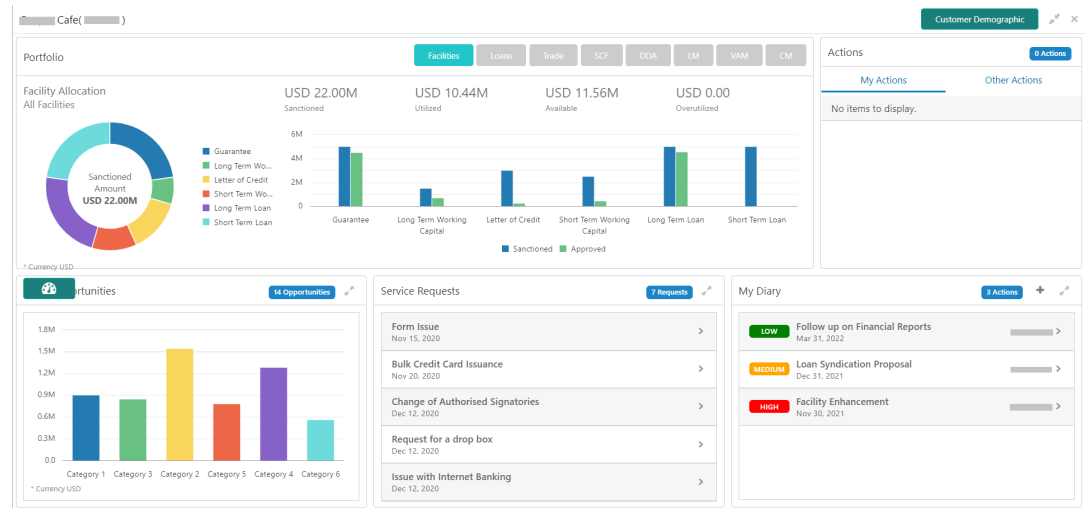 Cafe( )
Customer Demographic
Portfolio
Facilities
Loans
Trade
SCF
DDA
LM
VAM
CM
Facility Allocation
All Facilities
USD 22.00M
Sanctioned
USD 10.44M
Utilized
USD 11.56M
Available
USD 0.00
Overutilized
Sanctioned
Amount
USD 22.00M
Guarantee
Long Term Wo...
Letter of Credit
Short Term Wo...
Long Term Loan
Short Term Loan
6M
4M
2M
0
Guarantee
Long Term Working
Capital
Letter of Credit
Short Term Working
Capital
Long Term Loan
Short Term Loan
Sanctioned
Approved
* Currency USD
Actions
0 Actions
My Actions
Other Actions
No items to display.
rtunities
14 Opportunities
1.8M
1.5M
1.2M
0.9M
0.6M
0.3M
0.0
Category 1
Category 3
Category 2
Category 5
Category 4
Category 6
* Currency USD
Service Requests
7 Requests
Form Issue
Nov 15, 2020
Bulk Credit Card Issuance
Nov 20, 2020
Change of Authorised Signatories
Dec 12, 2020
Request for a drop box
Dec 12, 2020
Issue with Internet Banking
Dec 12, 2020
My Diary
3 Actions
LOW
Follow up on Financial Reports
Mar 31, 2022
MEDIUM
Loan Syndication Proposal
Dec 31, 2021
HIGH
Facility Enhancement
Nov 30, 2021